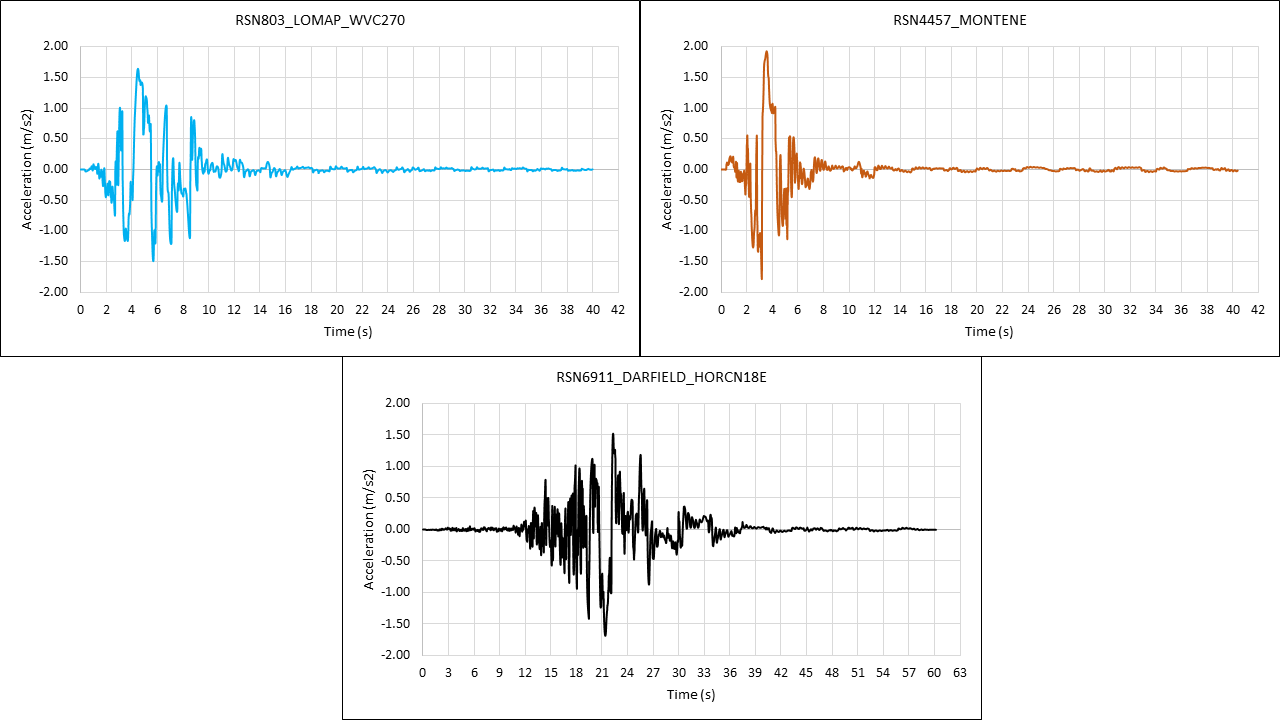 RSN803_LOMAP_WVC270
2.00
1.50
1.00
0.50
0.00
-0.50
-1.00
-1.50
-2.00
Acceleration (m/s2)
0 2 4 6 8 10 12 14 16 18 20 22 24 26 28 30 32 34 36 38 40 42
Time (s)
RSN4457_MONTENE
2.00
1.50
1.00
0.50
0.00
-0.50
-1.00
-1.50
-2.00
Acceleration (m/s2)
0 2 4 6 8 10 12 14 16 18 20 22 24 26 28 30 32 34 36 38 40 42
Time (s)
RSN6911_DARFIELD_HORCN18E
2.00
1.50
1.00
0.50
0.00
-0.50
-1.00
-1.50
-2.00
Acceleration (m/s2)
0 3 6 9 12 15 18 21 24 27 30 33 36 39 42 45 48 51 54 57 60 63
Time (s)